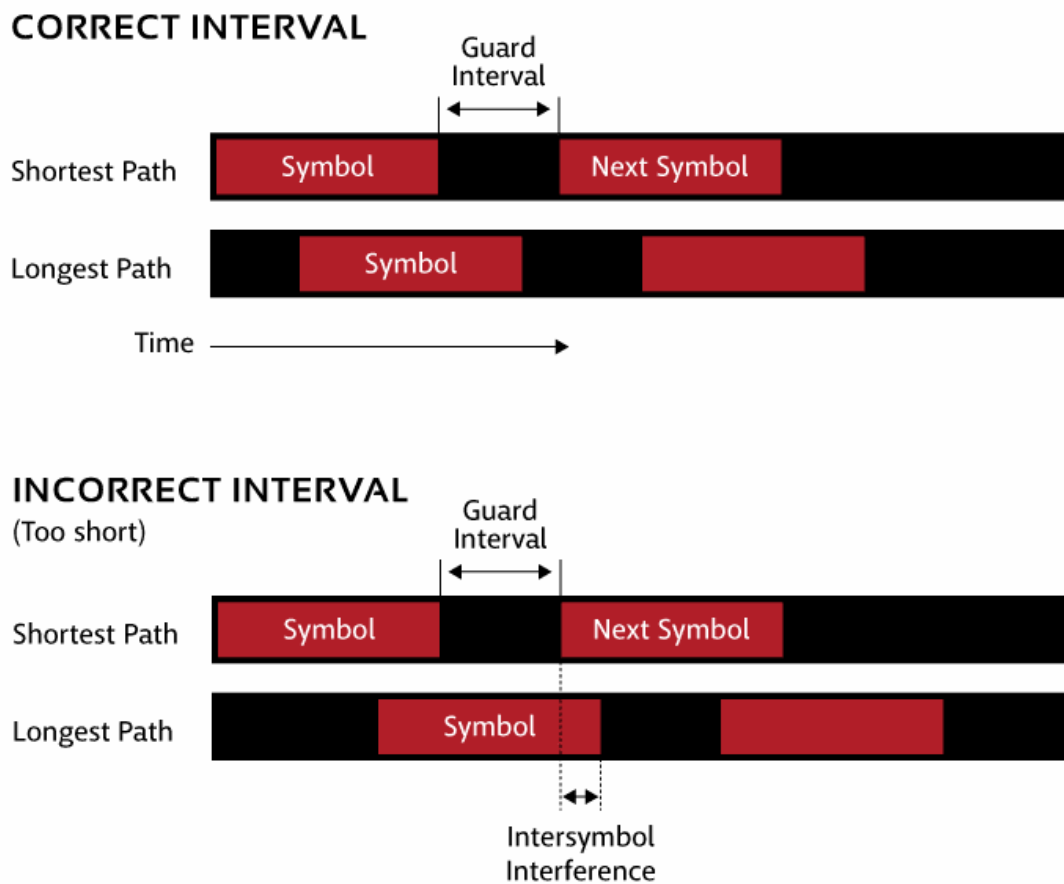 CORRECT INTERVAL
Guard
Interval
Shortest Path
Symbol
Next Symbol
Longest Path
Symbol
Time
INCORRECT INTERVAL
(Too short)
Guard
Interval
Shortest Path
Symbol
Next Symbol
Longest Path
Symbol
Intersymbol
Interference